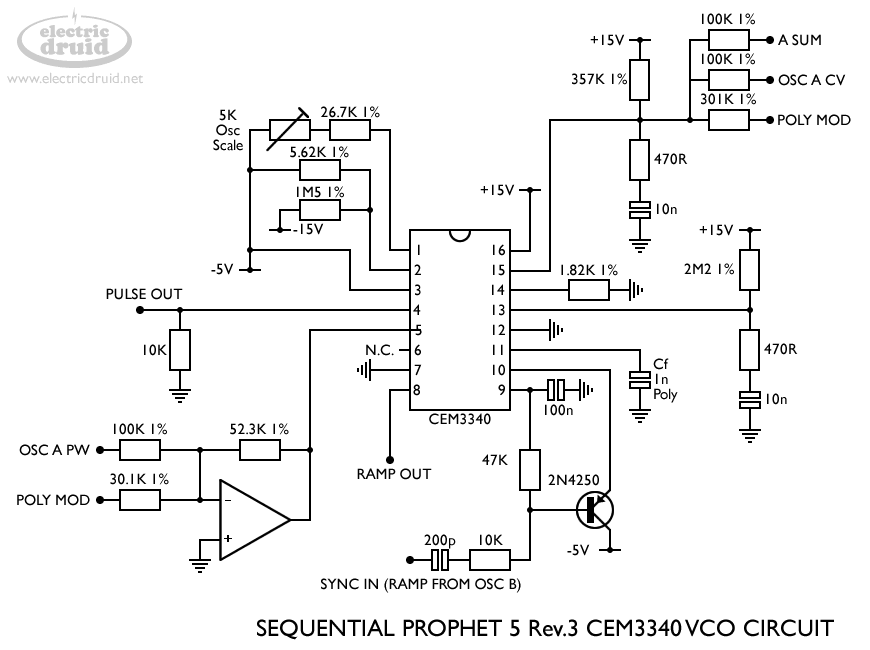 electric
druid
www.electricdruid.net
5K
Osc
Scale
26.7K 1%
5.62K 1%
1M5 1%
-15V
-5V
PULSE OUT
10K
N.C.
+15V
357K 1%
470R
10n
100K 1%
A SUM
100K 1%
OSC A CV
301K 1%
POLY MOD
+15V
1 16
2 15
3 14
4 13
5 12
6 11
7 10
8 9
CEM3340
1.82K 1%
+15V
2M2 1%
470R
10n
Cf
1n
Poly
100n
47K
2N4250
-5V
RAMP OUT
OSC A PW
100K 1%
52.3K 1%
POLY MOD
30.1K 1%
-
+
200p
10K
SYNC IN (RAMP FROM OSC B)
SEQUENTIAL PROPHET 5 Rev.3 CEM3340 VCO CIRCUIT